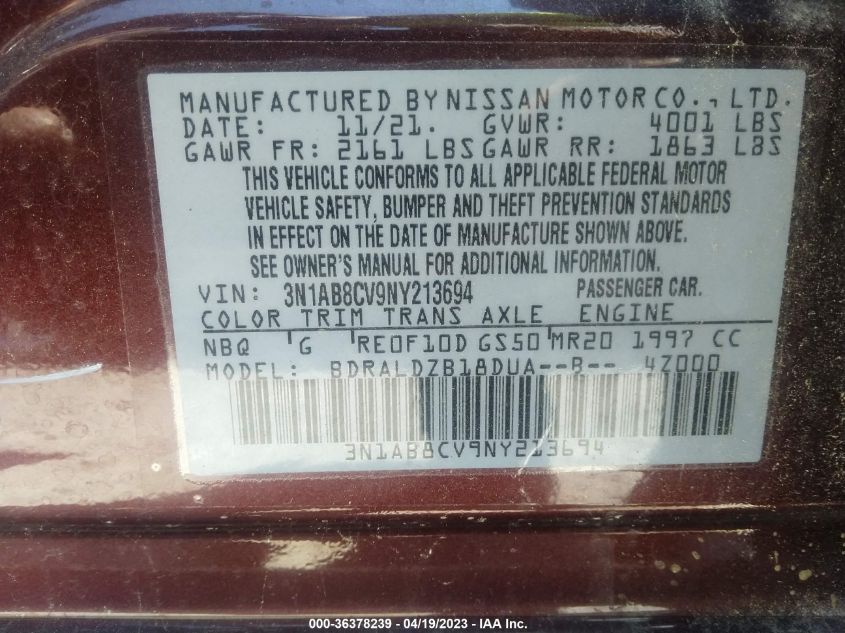 MANUFACTURED BY NISSAN MOTOR CO., LTD.
DATE: 11/21. GVWR: 4001 LBS
GAWR FR: 2161 LBS GAWR RR: 1863 LBS
THIS VEHICLE CONFORMS TO ALL APPLICABLE FEDERAL MOTOR
VEHICLE SAFETY, BUMPER AND THEFT PREVENTION STANDARDS
IN EFFECT ON THE DATE OF MANUFACTURE SHOWN ABOVE.
SEE OWNER'S MANUAL FOR ADDITIONAL INFORMATION.
VIN: 3N1AB8CV9NY213694 PASSENGER CAR.
COLOR TRIM TRANS AXLE ENGINE
NBQ G RE0F10D GS50 MR20 1997 CC
MODEL: BDRALDZB18DUA--B-- 4Z000
3N1AB8CV9NY213694
000-36378239 - 04/19/2023 - IAA Inc.